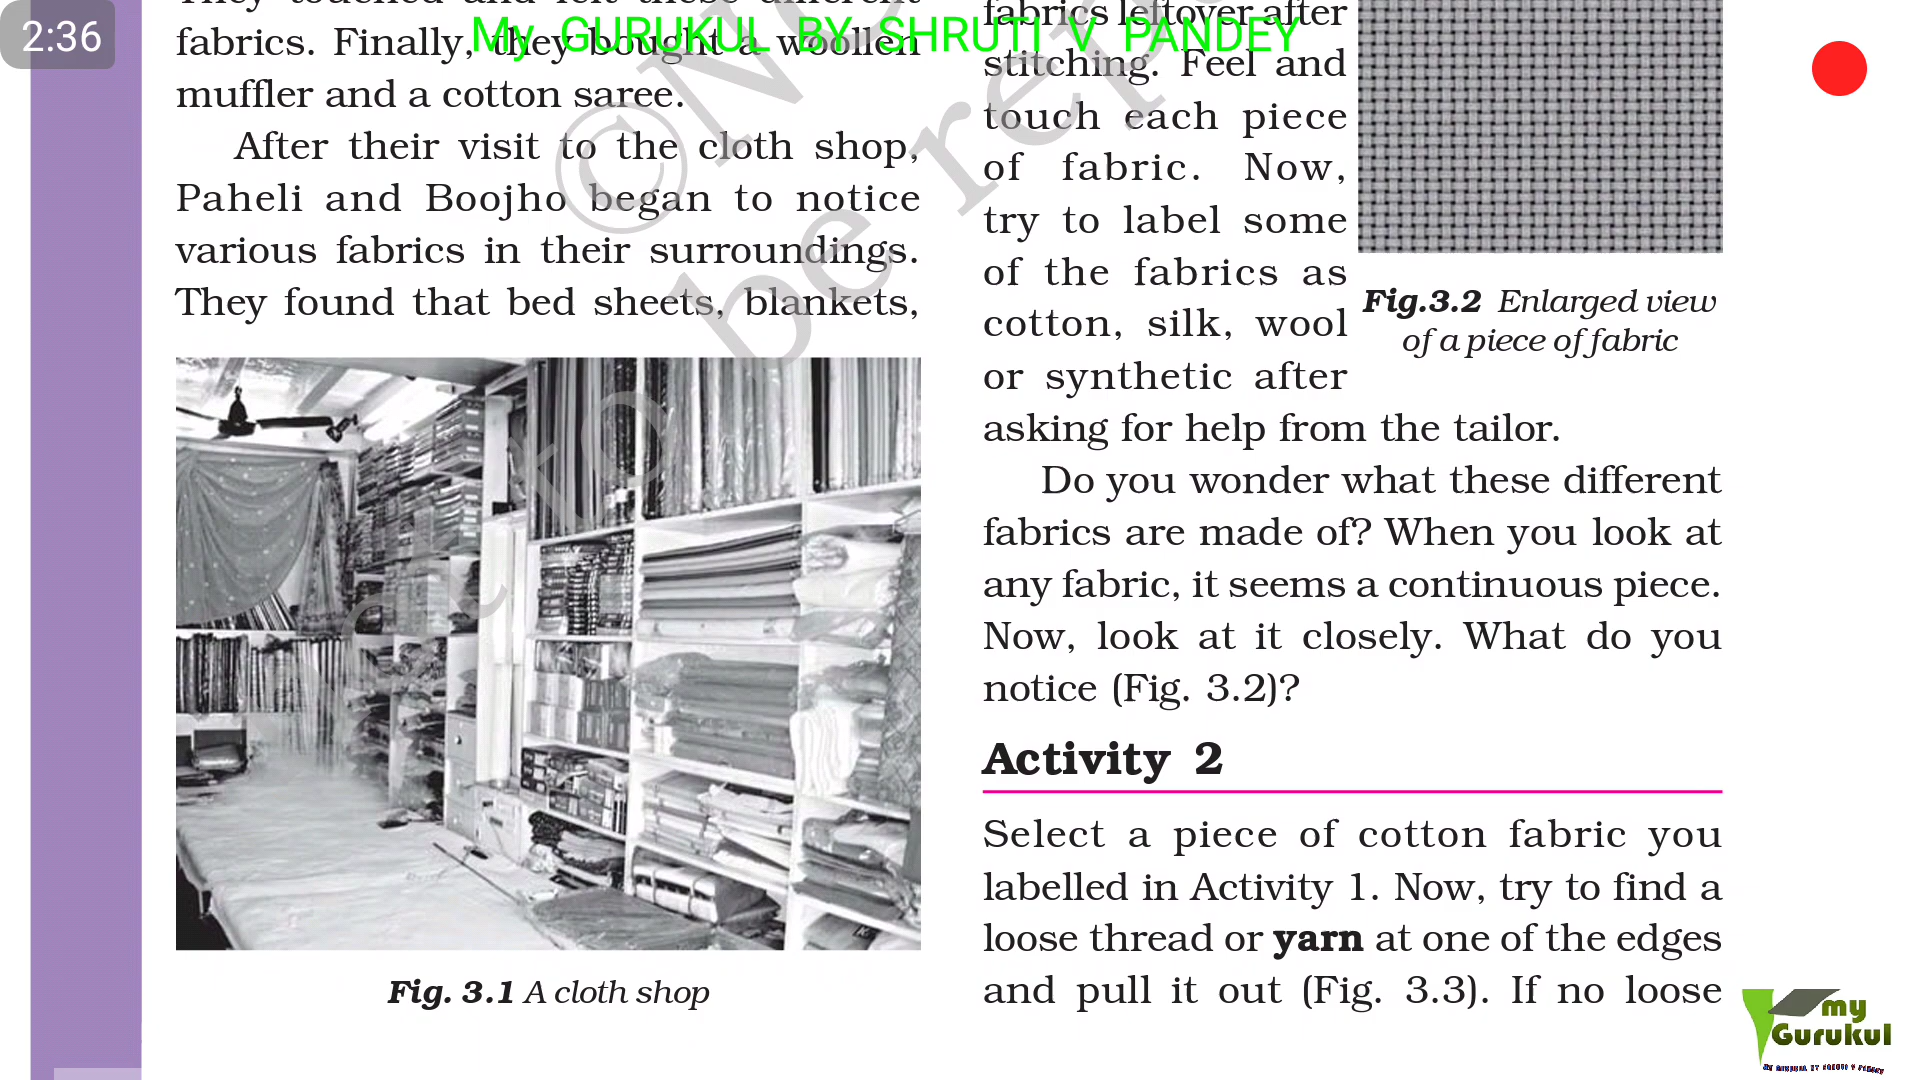 2:36
My GURUKUL BY SHRUTI V PANDEY
They touched and felt these different
fabrics. Finally, they bought a woollen
muffler and a cotton saree.
After their visit to the cloth shop,
Paheli and Boojho began to notice
various fabrics in their surroundings.
They found that bed sheets, blankets,
Fig. 3.1 A cloth shop
fabrics leftover after
stitching. Feel and
touch each piece
of fabric. Now,
try to label some
of the fabrics as
cotton, silk, wool
or synthetic after
asking for help from the tailor.
Fig.3.2 Enlarged view
of a piece of fabric
Do you wonder what these different
fabrics are made of? When you look at
any fabric, it seems a continuous piece.
Now, look at it closely. What do you
notice (Fig. 3.2)?
Activity 2
Select a piece of cotton fabric you
labelled in Activity 1. Now, try to find a
loose thread or yarn at one of the edges
and pull it out (Fig. 3.3). If no loose
my
Gurukul